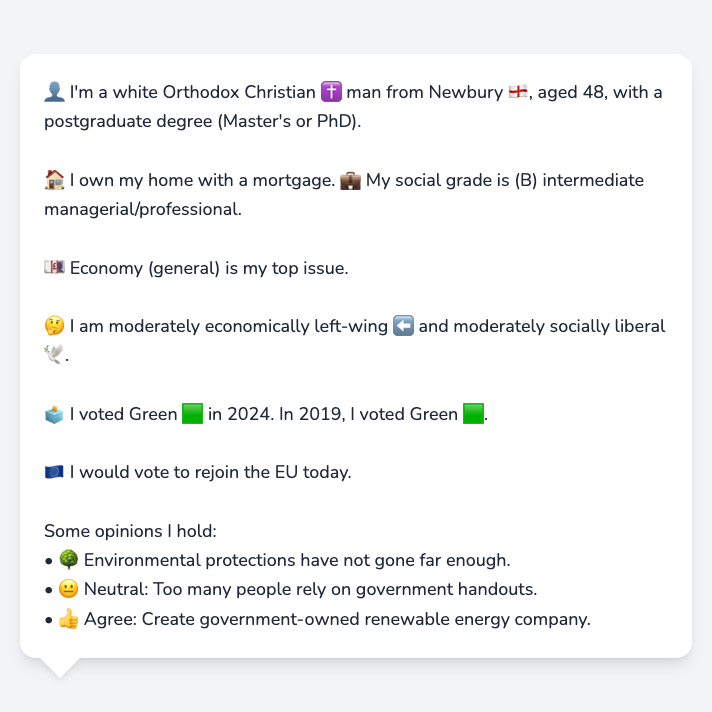 👤 I'm a white Orthodox Christian ✝️ man from Newbury 🏴󠁧󠁢󠁥󠁮󠁧󠁿, aged 48, with a
postgraduate degree (Master's or PhD).
🏠 I own my home with a mortgage. 💼 My social grade is (B) intermediate
managerial/professional.
💷 Economy (general) is my top issue.
🤔 I am moderately economically left-wing ⬅️ and moderately socially liberal
🕊️.
🗳️ I voted Green 🟩 in 2024. In 2019, I voted Green 🟩.
🇪🇺 I would vote to rejoin the EU today.
Some opinions I hold:
• 🌳 Environmental protections have not gone far enough.
• 😐 Neutral: Too many people rely on government handouts.
• 👍 Agree: Create government-owned renewable energy company.